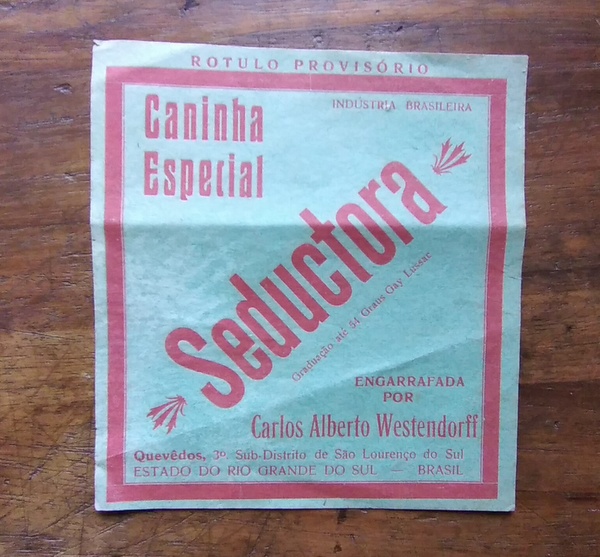 ROTULO PROVISÓRIO
INDÚSTRIA BRASILEIRA
Caninha
Especial
Seductora
Graduação até 54 Graus Gay Lussac
ENGARRAFADA
POR
Carlos Alberto Westendorff
Quevêdos, 3º. Sub-Distrito de São Lourenço do Sul
ESTADO DO RIO GRANDE DO SUL — BRASIL